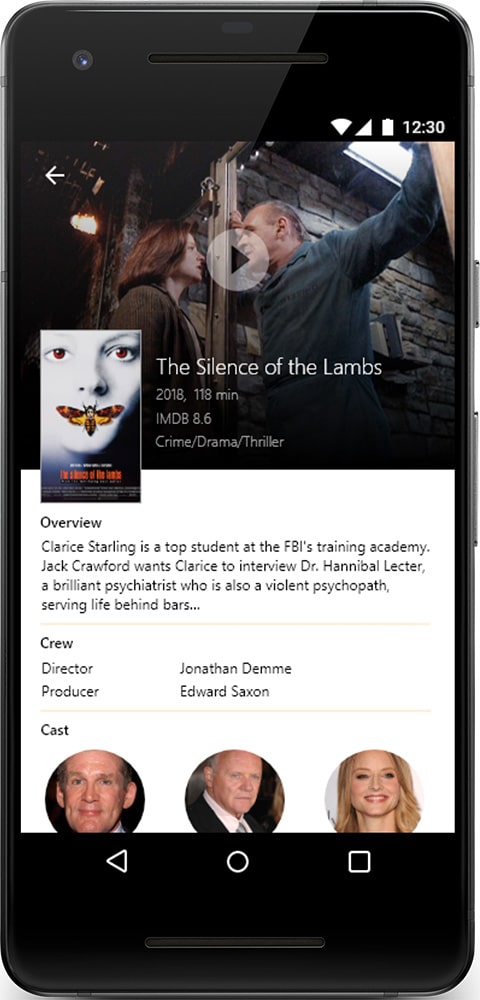 12:30
The Silence of the Lambs
2018, 118 min
IMDB 8.6
Crime/Drama/Thriller
the silence of the lambs
Overview
Clarice Starling is a top student at the FBI's training academy.
Jack Crawford wants Clarice to interview Dr. Hannibal Lecter,
a brilliant psychiatrist who is also a violent psychopath,
serving life behind bars...
Crew
Director Jonathan Demme
Producer Edward Saxon
Cast